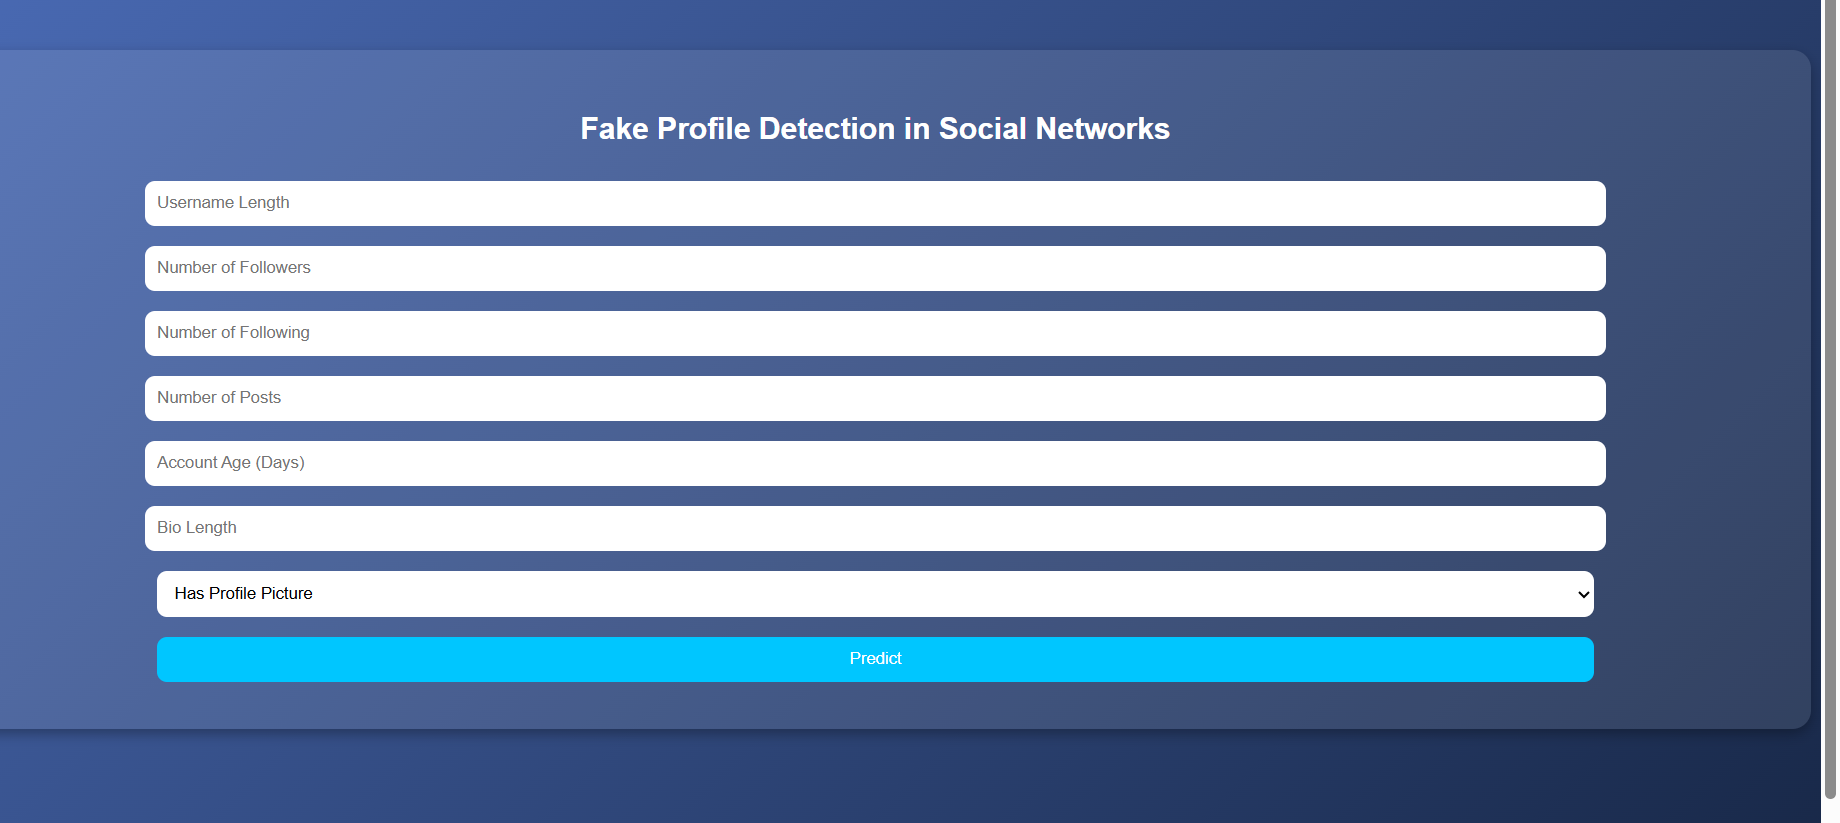 Fake Profile Detection in Social Networks
Username Length
Number of Followers
Number of Following
Number of Posts
Account Age (Days)
Bio Length
Has Profile Picture
Predict